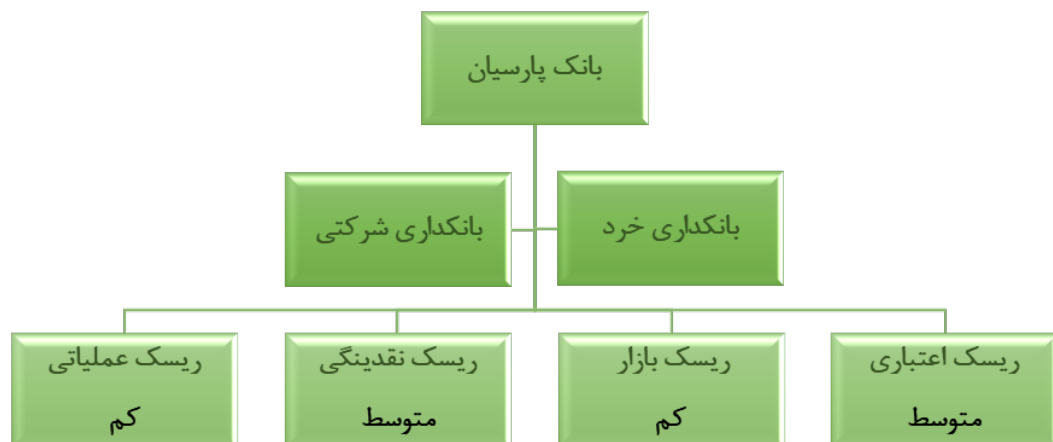 بانک پارسیان
بانکداری خرد
بانکداری شرکتی
ریسک اعتباری
متوسط
ریسک بازار
کم
ریسک نقدینگی
متوسط
ریسک عملیاتی
کم